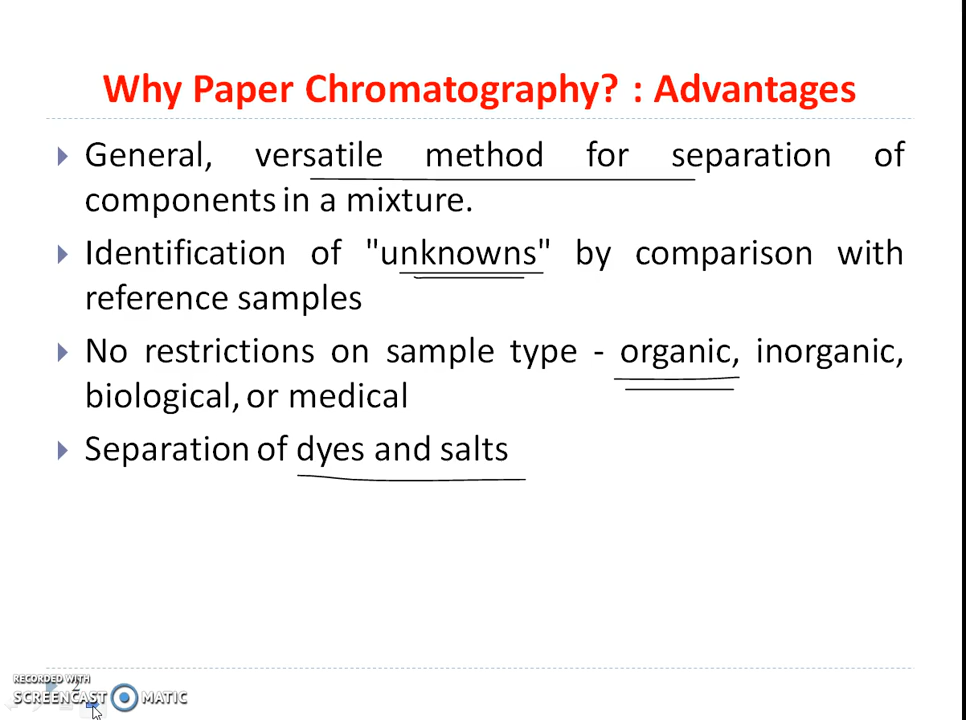 Why Paper Chromatography? : Advantages
General, versatile method for separation of
components in a mixture.
Identification of "unknowns" by comparison with
reference samples
No restrictions on sample type - organic, inorganic,
biological, or medical
Separation of dyes and salts
2
RECORDED WITH
SCREENCAST MATIC